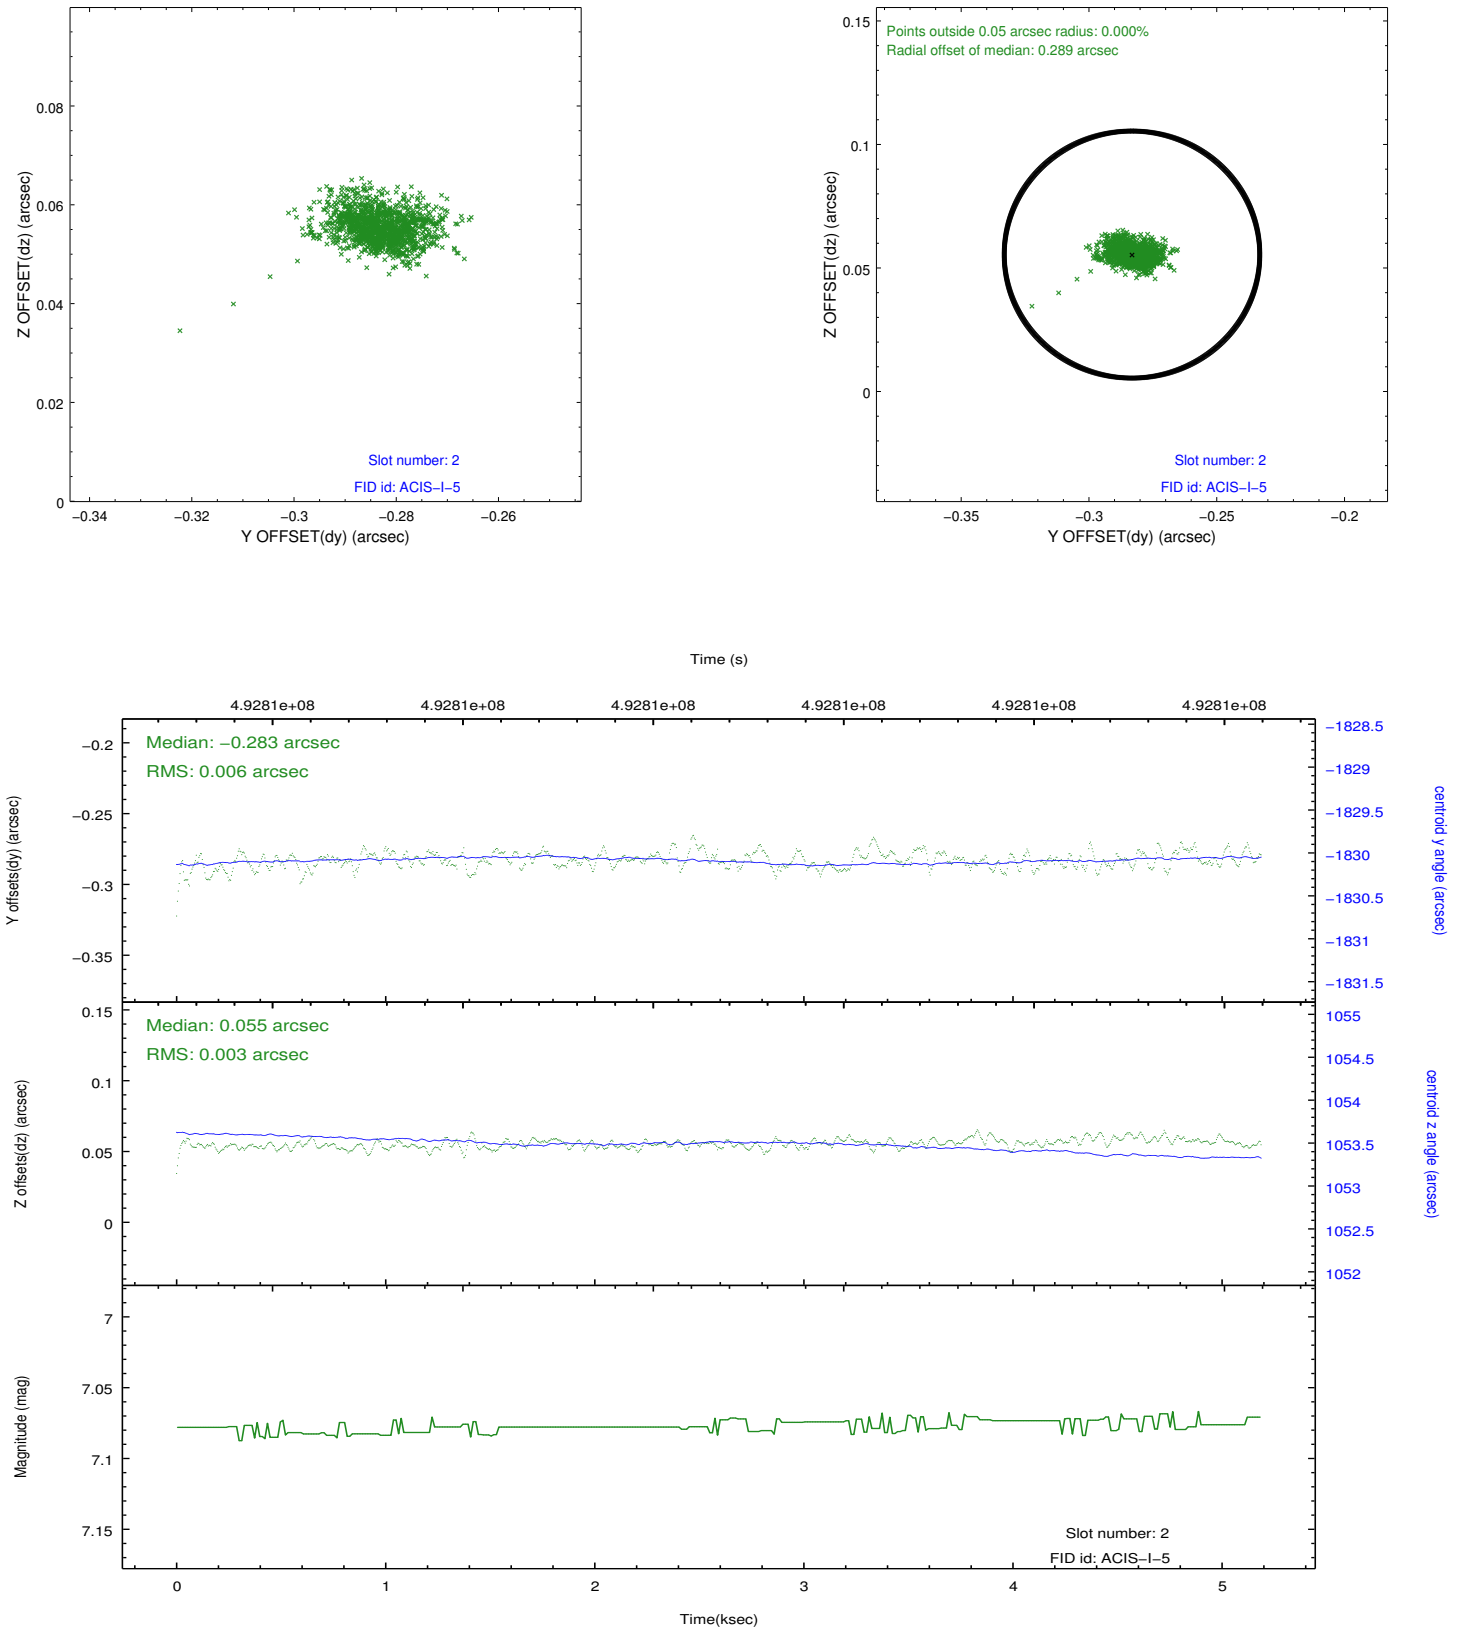 0.08
0.06
0.04
0.02
0
−0.34
−0.32
−0.3
−0.28
−0.26
Z OFFSET(dz) (arcsec)
Y OFFSET(dy) (arcsec)
Slot number: 2
FID id: ACIS−I−5
Points outside 0.05 arcsec radius: 0.000%
Radial offset of median: 0.289 arcsec
0.15
0.1
0.05
0
−0.35
−0.3
−0.25
−0.2
Z OFFSET(dz) (arcsec)
Y OFFSET(dy) (arcsec)
Slot number: 2
FID id: ACIS−I−5
Time (s)
4.9281e+08
4.9281e+08
4.9281e+08
4.9281e+08
4.9281e+08
4.9281e+08
Median: −0.283 arcsec
RMS: 0.006 arcsec
−0.2
−0.25
−0.3
−0.35
Y offsets(dy) (arcsec)
−1828.5
−1829
−1829.5
−1830
−1830.5
−1831
−1831.5
centroid y angle (arcsec)
Median: 0.055 arcsec
RMS: 0.003 arcsec
0.15
0.1
0.05
0
Z offsets(dz) (arcsec)
1055
1054.5
1054
1053.5
1053
1052.5
1052
centroid z angle (arcsec)
7
7.05
7.1
7.15
Magnitude (mag)
Slot number: 2
FID id: ACIS−I−5
0
1
2
3
4
5
Time(ksec)